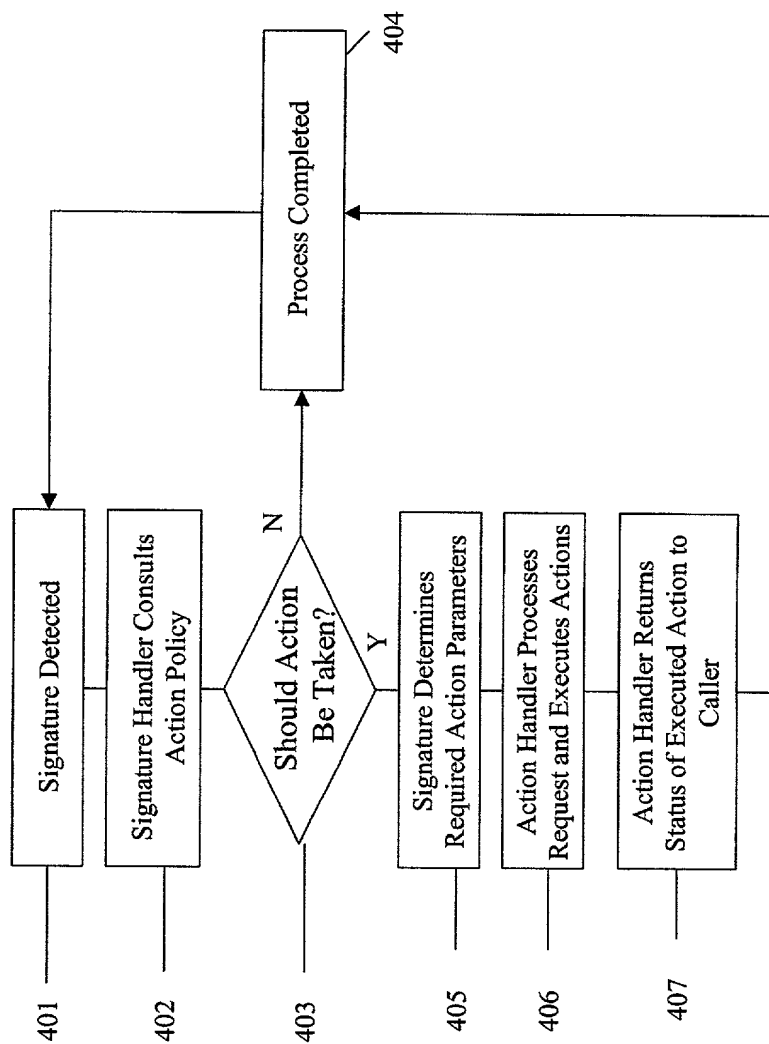 401
Signature Detected
402
Signature Handler Consults
Action Policy
403
Should Action
Be Taken?
N
Y
Process Completed
404
405
Signature Determines
Required Action Parameters
406
Action Handler Processes
Request and Executes Actions
407
Action Handler Returns
Status of Executed Action to
Caller